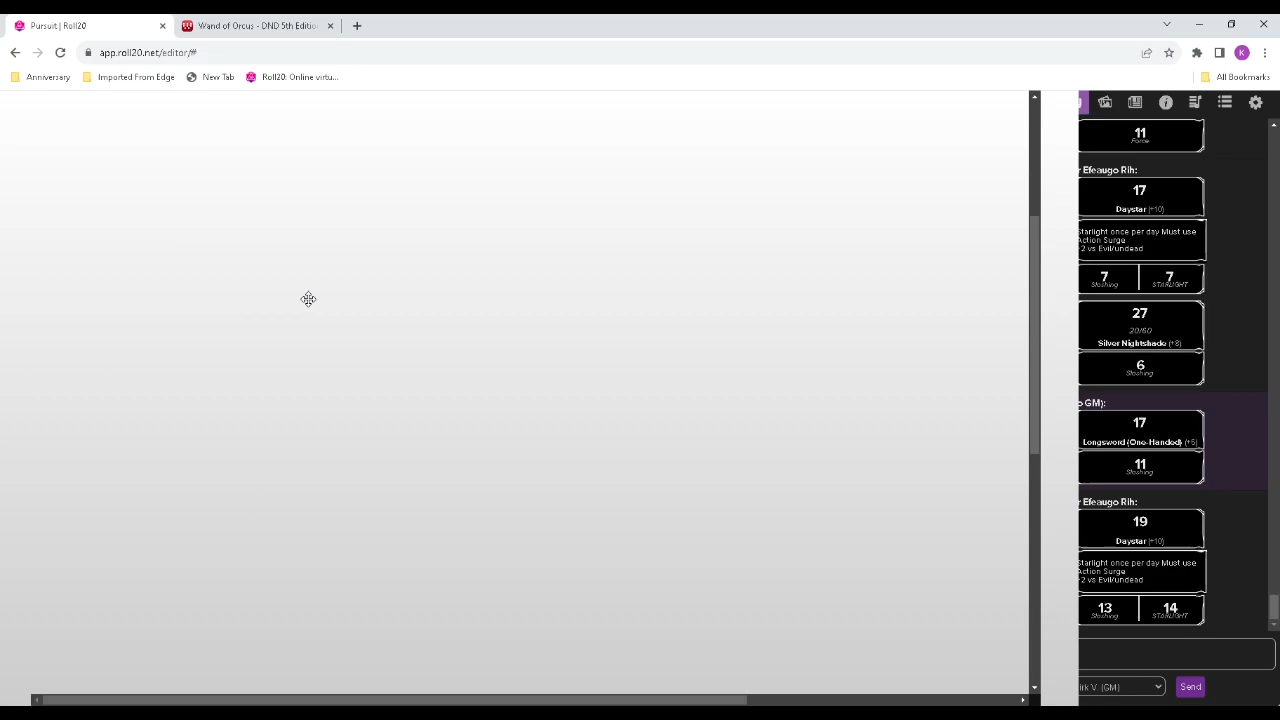 Pursuit | Roll20
Wand of Orcus - DND 5th Edition
app.roll20.net/editor/#
K
Anniversary
Imported From Edge
New Tab
Roll20: Online virtu...
All Bookmarks
11
Force
r Efeaugo Rih:
17
Daystar (+10)
Starlight once per day Must use
Action Surge
2 vs Evil/undead
7 7
Slashing STARLIGHT
27
20/60
Silver Nightshade (+8)
6
Slashing
o GM):
17
Longsword (One-Handed) (+5)
11
Slashing
r Efeaugo Rih:
19
Daystar (+10)
Starlight once per day Must use
Action Surge
2 vs Evil/undead
13 14
Slashing STARLIGHT
irk V. (GM)
Send